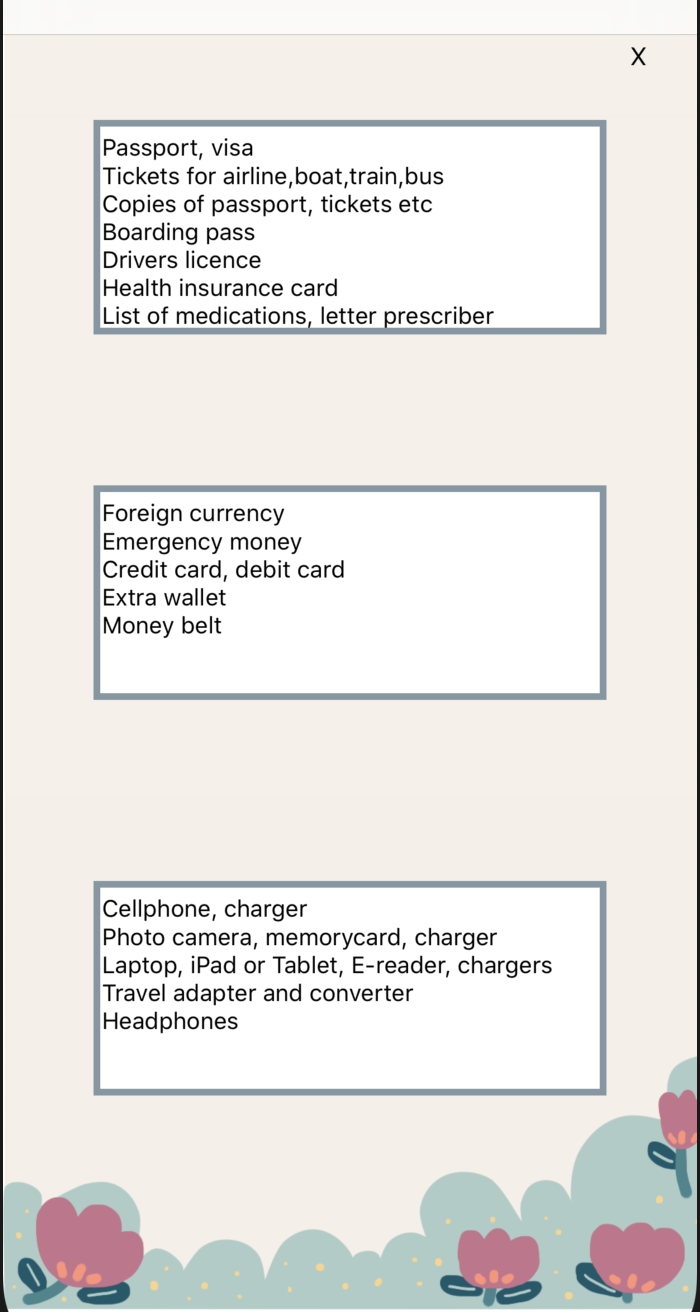 X
Passport, visa
Tickets for airline,boat,train,bus
Copies of passport, tickets etc
Boarding pass
Drivers licence
Health insurance card
List of medications, letter prescriber
Foreign currency
Emergency money
Credit card, debit card
Extra wallet
Money belt
Cellphone, charger
Photo camera, memorycard, charger
Laptop, iPad or Tablet, E-reader, chargers
Travel adapter and converter
Headphones